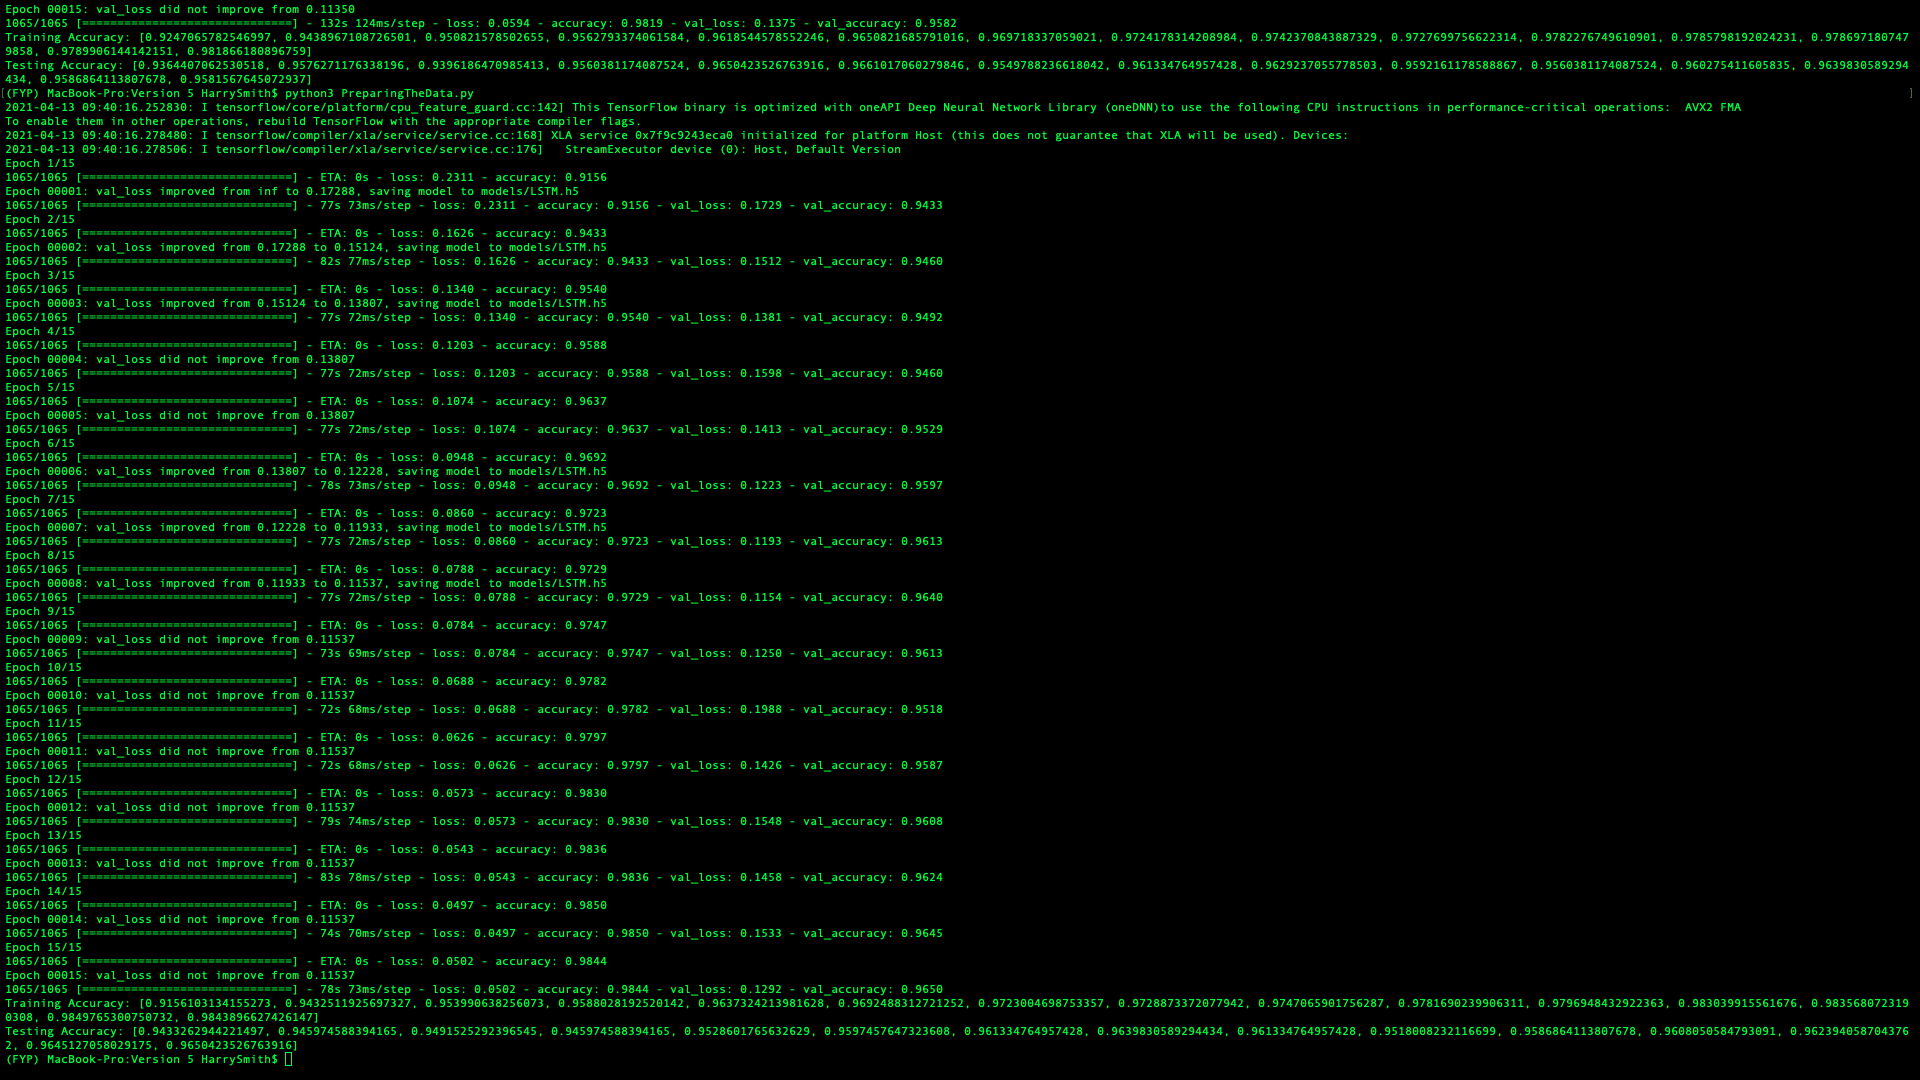 Epoch 00015: val_loss did not improve from 0.11350
1065/1065 [==============================] - 132s 124ms/step - loss: 0.0594 - accuracy: 0.9819 - val_loss: 0.1375 - val_accuracy: 0.9582
Training Accuracy: [0.9247065782546997, 0.9438967108726501, 0.950821578502655, 0.9562793374061584, 0.9618544578552246, 0.9650821685791016, 0.969718337059021, 0.9724178314208984, 0.9742370843887329, 0.9727699756622314, 0.9782276749610901, 0.9785798192024231, 0.978697180747
9858, 0.9789906144142151, 0.981866180896759]
Testing Accuracy: [0.9364407062530518, 0.9576271176338196, 0.9396186470985413, 0.9560381174087524, 0.9650423526763916, 0.9661017060279846, 0.9549788236618042, 0.961334764957428, 0.9629237055778503, 0.9592161178588867, 0.9560381174087524, 0.960275411605835, 0.9639830589294
434, 0.9586864113807678, 0.9581567645072937]
[(FYP) MacBook-Pro:Version 5 HarrySmith$ python3 PreparingTheData.py ]
2021-04-13 09:40:16.252830: I tensorflow/core/platform/cpu_feature_guard.cc:142] This TensorFlow binary is optimized with oneAPI Deep Neural Network Library (oneDNN)to use the following CPU instructions in performance-critical operations:  AVX2 FMA
To enable them in other operations, rebuild TensorFlow with the appropriate compiler flags.
2021-04-13 09:40:16.278480: I tensorflow/compiler/xla/service/service.cc:168] XLA service 0x7f9c9243eca0 initialized for platform Host (this does not guarantee that XLA will be used). Devices:
2021-04-13 09:40:16.278506: I tensorflow/compiler/xla/service/service.cc:176]   StreamExecutor device (0): Host, Default Version
Epoch 1/15
1065/1065 [==============================] - ETA: 0s - loss: 0.2311 - accuracy: 0.9156
Epoch 00001: val_loss improved from inf to 0.17288, saving model to models/LSTM.h5
1065/1065 [==============================] - 77s 73ms/step - loss: 0.2311 - accuracy: 0.9156 - val_loss: 0.1729 - val_accuracy: 0.9433
Epoch 2/15
1065/1065 [==============================] - ETA: 0s - loss: 0.1626 - accuracy: 0.9433
Epoch 00002: val_loss improved from 0.17288 to 0.15124, saving model to models/LSTM.h5
1065/1065 [==============================] - 82s 77ms/step - loss: 0.1626 - accuracy: 0.9433 - val_loss: 0.1512 - val_accuracy: 0.9460
Epoch 3/15
1065/1065 [==============================] - ETA: 0s - loss: 0.1340 - accuracy: 0.9540
Epoch 00003: val_loss improved from 0.15124 to 0.13807, saving model to models/LSTM.h5
1065/1065 [==============================] - 77s 72ms/step - loss: 0.1340 - accuracy: 0.9540 - val_loss: 0.1381 - val_accuracy: 0.9492
Epoch 4/15
1065/1065 [==============================] - ETA: 0s - loss: 0.1203 - accuracy: 0.9588
Epoch 00004: val_loss did not improve from 0.13807
1065/1065 [==============================] - 77s 72ms/step - loss: 0.1203 - accuracy: 0.9588 - val_loss: 0.1598 - val_accuracy: 0.9460
Epoch 5/15
1065/1065 [==============================] - ETA: 0s - loss: 0.1074 - accuracy: 0.9637
Epoch 00005: val_loss did not improve from 0.13807
1065/1065 [==============================] - 77s 72ms/step - loss: 0.1074 - accuracy: 0.9637 - val_loss: 0.1413 - val_accuracy: 0.9529
Epoch 6/15
1065/1065 [==============================] - ETA: 0s - loss: 0.0948 - accuracy: 0.9692
Epoch 00006: val_loss improved from 0.13807 to 0.12228, saving model to models/LSTM.h5
1065/1065 [==============================] - 78s 73ms/step - loss: 0.0948 - accuracy: 0.9692 - val_loss: 0.1223 - val_accuracy: 0.9597
Epoch 7/15
1065/1065 [==============================] - ETA: 0s - loss: 0.0860 - accuracy: 0.9723
Epoch 00007: val_loss improved from 0.12228 to 0.11933, saving model to models/LSTM.h5
1065/1065 [==============================] - 77s 72ms/step - loss: 0.0860 - accuracy: 0.9723 - val_loss: 0.1193 - val_accuracy: 0.9613
Epoch 8/15
1065/1065 [==============================] - ETA: 0s - loss: 0.0788 - accuracy: 0.9729
Epoch 00008: val_loss improved from 0.11933 to 0.11537, saving model to models/LSTM.h5
1065/1065 [==============================] - 77s 72ms/step - loss: 0.0788 - accuracy: 0.9729 - val_loss: 0.1154 - val_accuracy: 0.9640
Epoch 9/15
1065/1065 [==============================] - ETA: 0s - loss: 0.0784 - accuracy: 0.9747
Epoch 00009: val_loss did not improve from 0.11537
1065/1065 [==============================] - 73s 69ms/step - loss: 0.0784 - accuracy: 0.9747 - val_loss: 0.1250 - val_accuracy: 0.9613
Epoch 10/15
1065/1065 [==============================] - ETA: 0s - loss: 0.0688 - accuracy: 0.9782
Epoch 00010: val_loss did not improve from 0.11537
1065/1065 [==============================] - 72s 68ms/step - loss: 0.0688 - accuracy: 0.9782 - val_loss: 0.1988 - val_accuracy: 0.9518
Epoch 11/15
1065/1065 [==============================] - ETA: 0s - loss: 0.0626 - accuracy: 0.9797
Epoch 00011: val_loss did not improve from 0.11537
1065/1065 [==============================] - 72s 68ms/step - loss: 0.0626 - accuracy: 0.9797 - val_loss: 0.1426 - val_accuracy: 0.9587
Epoch 12/15
1065/1065 [==============================] - ETA: 0s - loss: 0.0573 - accuracy: 0.9830
Epoch 00012: val_loss did not improve from 0.11537
1065/1065 [==============================] - 79s 74ms/step - loss: 0.0573 - accuracy: 0.9830 - val_loss: 0.1548 - val_accuracy: 0.9608
Epoch 13/15
1065/1065 [==============================] - ETA: 0s - loss: 0.0543 - accuracy: 0.9836
Epoch 00013: val_loss did not improve from 0.11537
1065/1065 [==============================] - 83s 78ms/step - loss: 0.0543 - accuracy: 0.9836 - val_loss: 0.1458 - val_accuracy: 0.9624
Epoch 14/15
1065/1065 [==============================] - ETA: 0s - loss: 0.0497 - accuracy: 0.9850
Epoch 00014: val_loss did not improve from 0.11537
1065/1065 [==============================] - 74s 70ms/step - loss: 0.0497 - accuracy: 0.9850 - val_loss: 0.1533 - val_accuracy: 0.9645
Epoch 15/15
1065/1065 [==============================] - ETA: 0s - loss: 0.0502 - accuracy: 0.9844
Epoch 00015: val_loss did not improve from 0.11537
1065/1065 [==============================] - 78s 73ms/step - loss: 0.0502 - accuracy: 0.9844 - val_loss: 0.1292 - val_accuracy: 0.9650
Training Accuracy: [0.9156103134155273, 0.9432511925697327, 0.953990638256073, 0.9588028192520142, 0.9637324213981628, 0.9692488312721252, 0.9723004698753357, 0.9728873372077942, 0.9747065901756287, 0.9781690239906311, 0.9796948432922363, 0.983039915561676, 0.983568072319
0308, 0.9849765300750732, 0.9843896627426147]
Testing Accuracy: [0.9433262944221497, 0.945974588394165, 0.9491525292396545, 0.945974588394165, 0.9528601765632629, 0.9597457647323608, 0.961334764957428, 0.9639830589294434, 0.961334764957428, 0.9518008232116699, 0.9586864113807678, 0.9608050584793091, 0.962394058704376
2, 0.9645127058029175, 0.9650423526763916]
(FYP) MacBook-Pro:Version 5 HarrySmith$